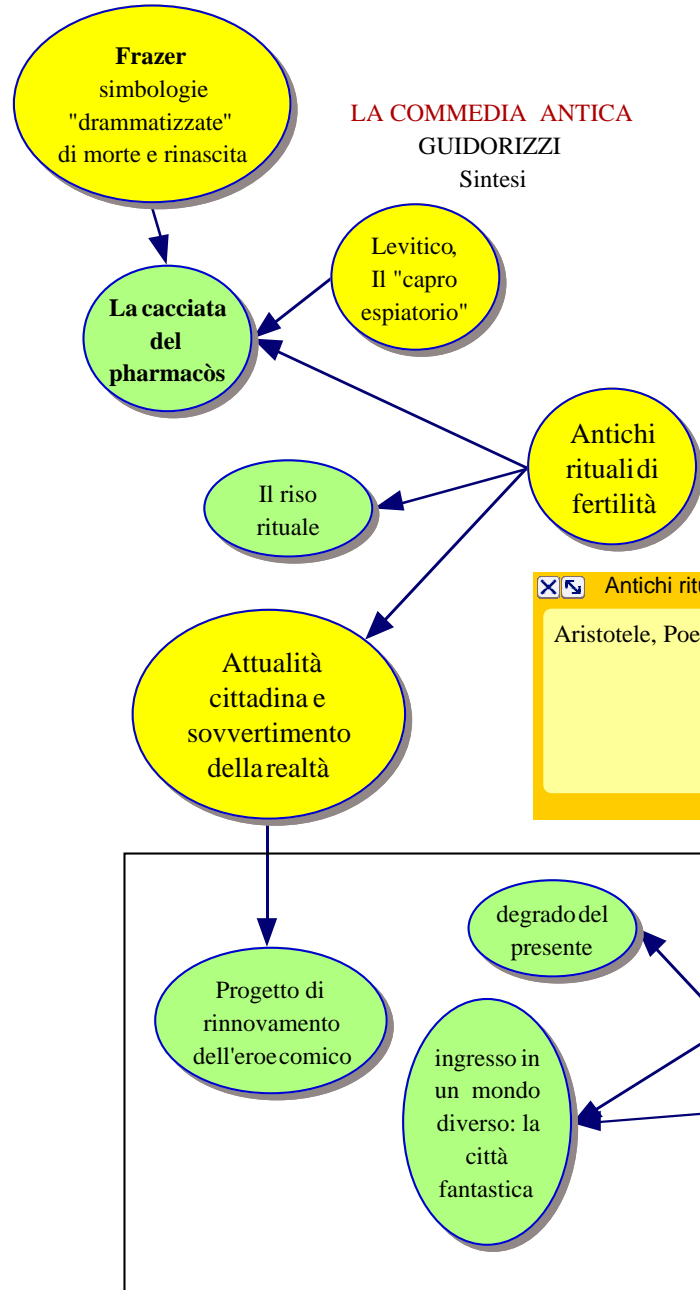 Frazer
simbologie
"drammatizzate"
di morte e rinascita
LA COMMEDIA ANTICA
GUIDORIZZI
Sintesi
Levitico,
Il "capro
espiatorio"
La cacciata
del
pharmacòs
Antichi
rituali di
fertilità
Il riso
rituale
Antichi
Aristotele,
Attualità
cittadina e
sovvertimento
della realtà
degrado del
presente
Progetto di
rinnovamento
dell'eroe comico
ingresso in
un mondo
diverso: la
città
fantastica